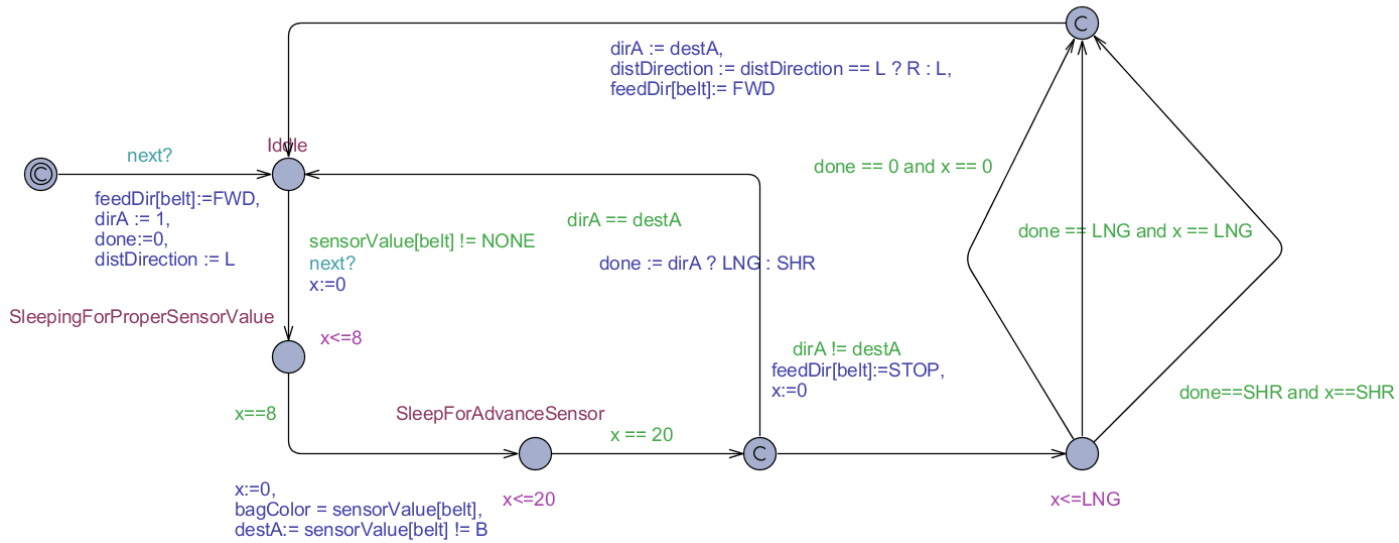 C
dirA := destA,
distDirection := distDirection == L ? R : L,
feedDir[belt]:= FWD
Iddle
next?
C
feedDir[belt]:=FWD,
dirA := 1,
done:=0,
distDirection := L
done == 0 and x == 0
dirA == destA
sensorValue[belt] != NONE
next?
x:=0
done := dirA ? LNG : SHR
done == LNG and x == LNG
SleepingForProperSensorValue
x<=8
dirA != destA
feedDir[belt]:=STOP,
x:=0
done==SHR and x==SHR
x==8
SleepForAdvanceSensor
x == 20
C
x:=0,
bagColor = sensorValue[belt],
destA:= sensorValue[belt] != B
x<=20
x<=LNG